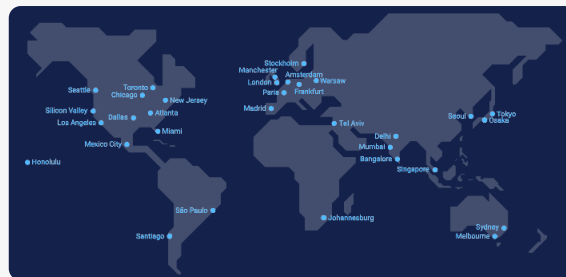 Stockholm
Manchester
Amsterdam
London
Warsaw
Paris
Frankfurt
Seattle
Toronto
Chicago
New Jersey
Silicon Valley
Dallas
Atlanta
Madrid
Los Angeles
Miami
Tel Aviv
Seoul
Tokyo
Osaka
Mexico City
Delhi
Mumbai
Honolulu
Bangalore
Singapore
São Paulo
Johannesburg
Santiago
Sydney
Melbourne